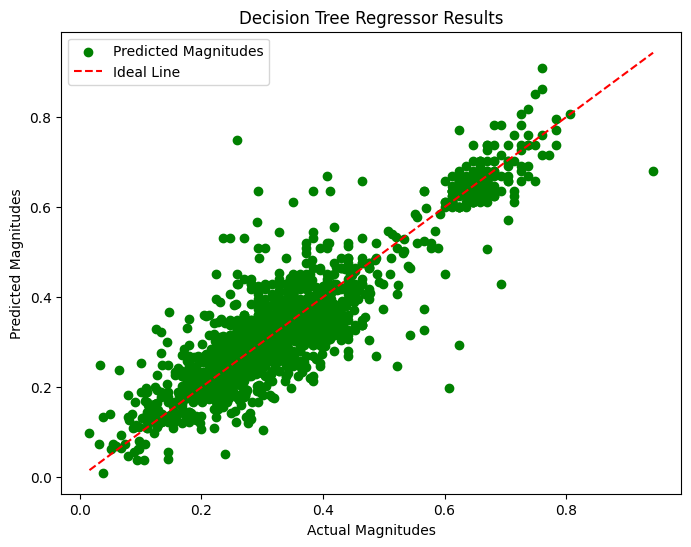 Decision Tree Regressor Results
Predicted Magnitudes
Ideal Line
Predicted Magnitudes
0.8
0.6
0.4
0.2
0.0
0.0 0.2 0.4 0.6 0.8
Actual Magnitudes